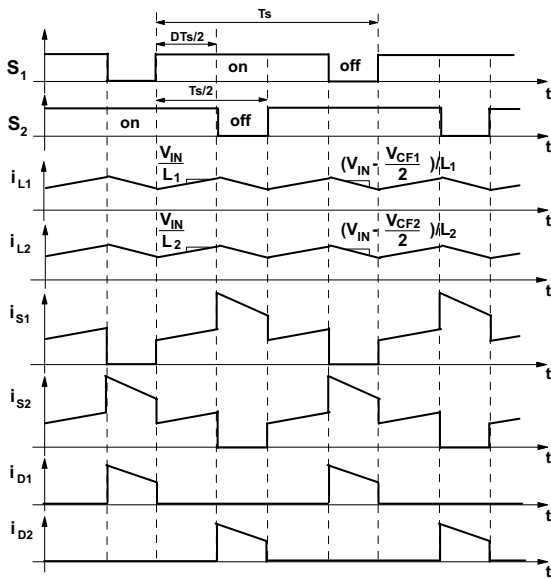 Ts
DTs/2
S1
on
off
t
Ts/2
S2
on
off
t
iL1
VIN
L1
(VIN - VCF1
2
)/L1
t
iL2
VIN
L2
(VIN - VCF2
2
)/L2
t
iS1
t
iS2
t
iD1
t
iD2
t